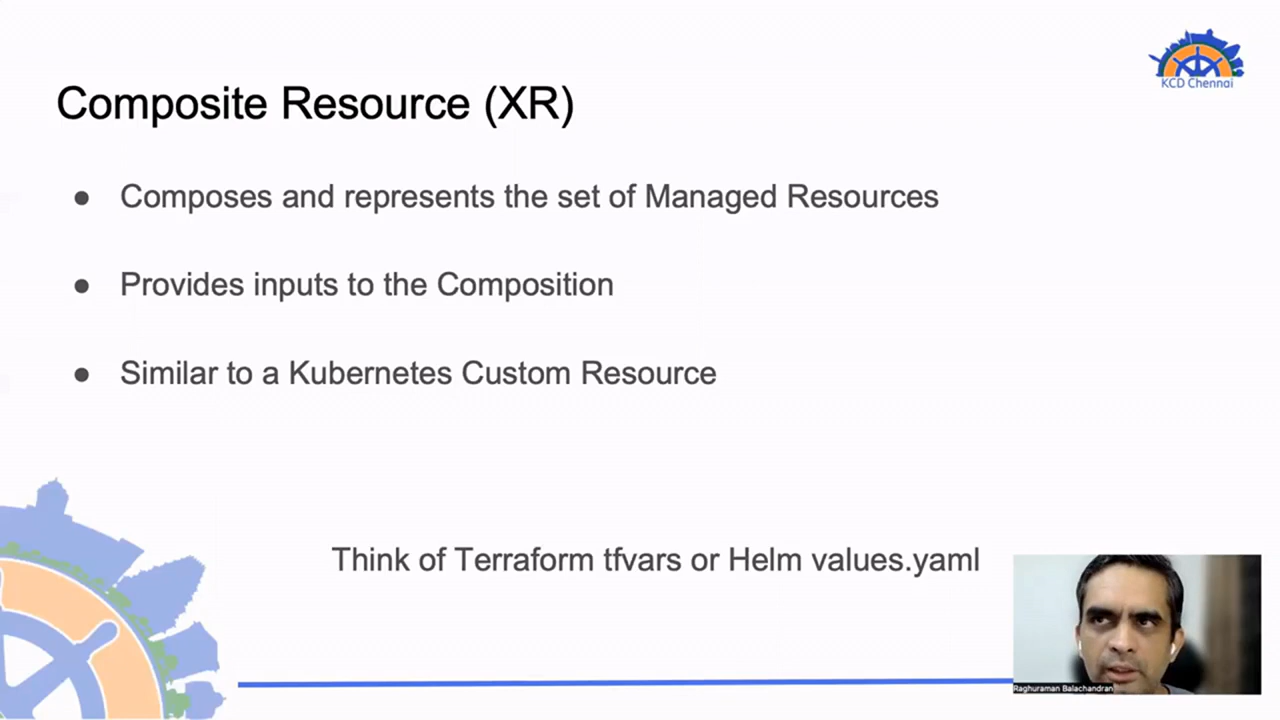 KCD Chennai
Composite Resource (XR)
● Composes and represents the set of Managed Resources
● Provides inputs to the Composition
● Similar to a Kubernetes Custom Resource
Think of Terraform tfvars or Helm values.yaml
Raghuraman Balachandran